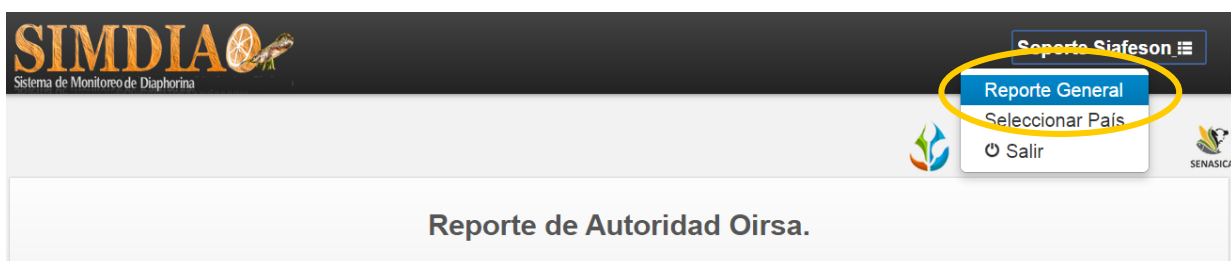 SIMDIA
Sistema de Monitoreo de Diaphorina
Soporte Siafeson
Reporte General
Seleccionar País
Salir
SENASICA
Reporte de Autoridad Oirsa.